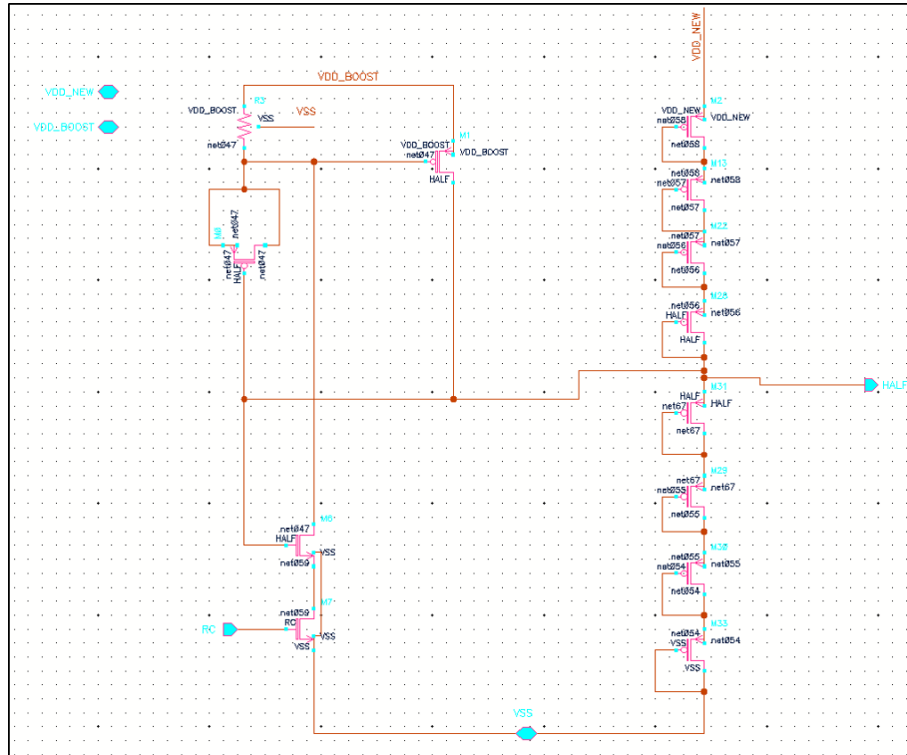 VDD_NEW
VDD_BOOST
VDD_NEW
R3
M2
VDD_BOOST
VSS
VDD_NEW
VDD_BOOST
VSS
net058
VDD_NEW
net047
M1
net058
VDD_BOOST
net047
VDD_BOOST
HALF
M13
net058
net057
net058
net057
M0
net047
net047
HALF
net047
M22
net057
net056
net057
net056
M28
net056
HALF
net056
HALF
HALF
M31
HALF
net67
HALF
net67
M29
net67
net055
net67
net055
M6
net047
HALF
VSS
net059
M30
net055
net054
net055
net054
M7
net059
RC
RC
VSS
VSS
M33
net054
VSS
net054
VSS
VSS